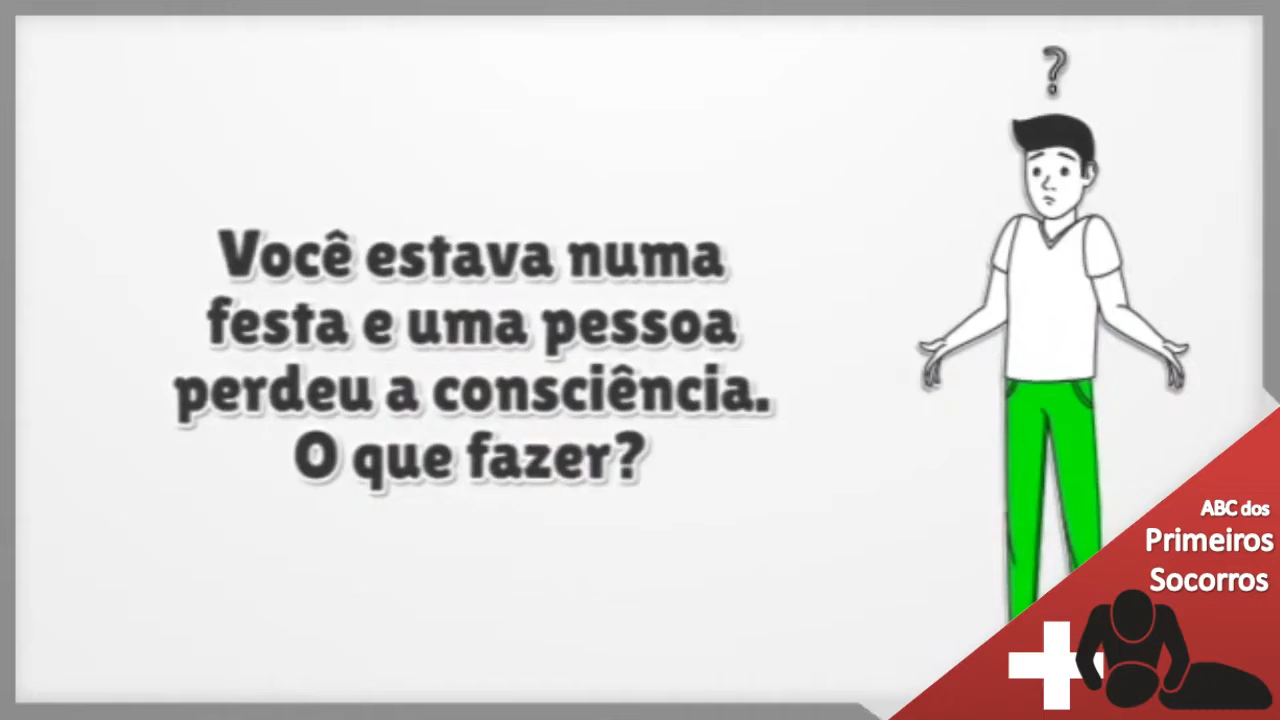 ?
Você estava numa
festa e uma pessoa
perdeu a consciência.
O que fazer?
ABC dos
Primeiros
Socorros